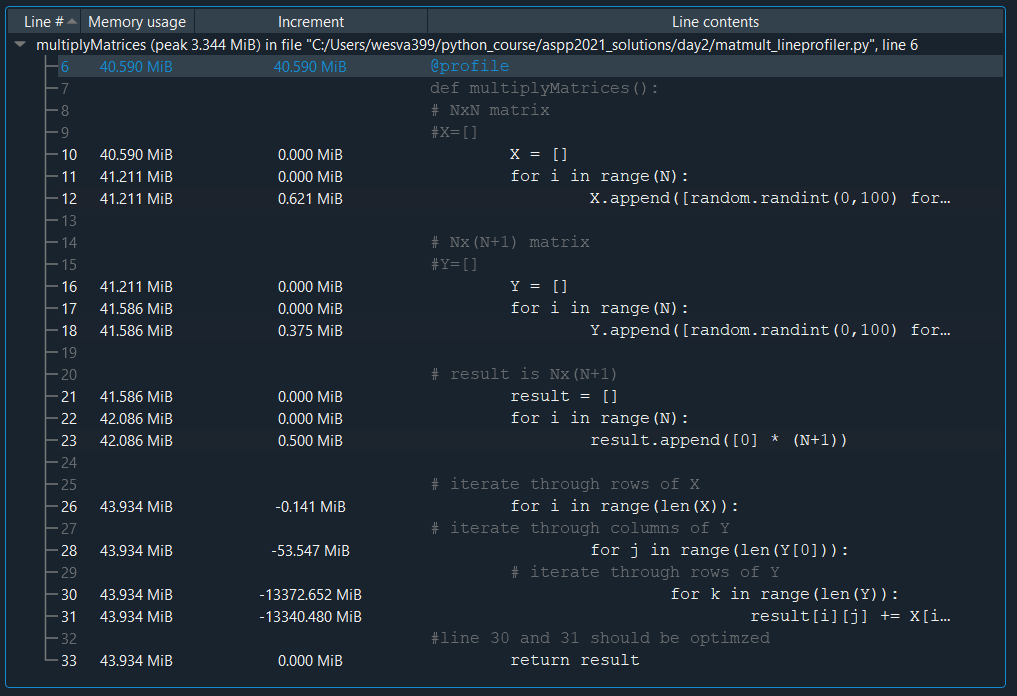 Line # Memory usage Increment Line contents
multiplyMatrices (peak 3.344 MiB) in file "C:/Users/wesva399/python_course/aspp2021_solutions/day2/matmult_lineprofiler.py", line 6
6 40.590 MiB 40.590 MiB @profile
7 def multiplyMatrices():
8 # NxN matrix
9 #X=[]
10 40.590 MiB 0.000 MiB X = []
11 41.211 MiB 0.000 MiB for i in range(N):
12 41.211 MiB 0.621 MiB X.append([random.randint(0,100) for…
13
14 # Nx(N+1) matrix
15 #Y=[]
16 41.211 MiB 0.000 MiB Y = []
17 41.586 MiB 0.000 MiB for i in range(N):
18 41.586 MiB 0.375 MiB Y.append([random.randint(0,100) for…
19
20 # result is Nx(N+1)
21 41.586 MiB 0.000 MiB result = []
22 42.086 MiB 0.000 MiB for i in range(N):
23 42.086 MiB 0.500 MiB result.append([0] * (N+1))
24
25 # iterate through rows of X
26 43.934 MiB -0.141 MiB for i in range(len(X)):
27 # iterate through columns of Y
28 43.934 MiB -53.547 MiB for j in range(len(Y[0])):
29 # iterate through rows of Y
30 43.934 MiB -13372.652 MiB for k in range(len(Y)):
31 43.934 MiB -13340.480 MiB result[i][j] += X[i…
32 #line 30 and 31 should be optimzed
33 43.934 MiB 0.000 MiB return result